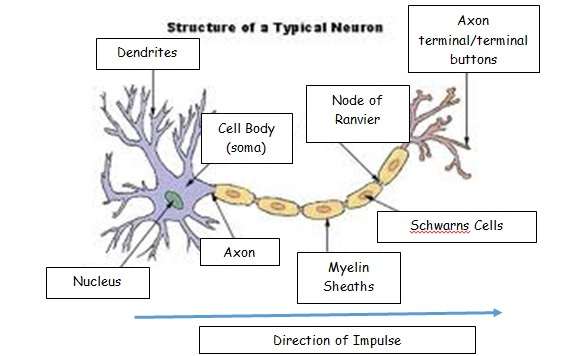 Structure of a Typical Neuron
Axon
terminal/terminal
buttons
Dendrites
Node of
Ranvier
Cell Body
(soma)
Schwarns Cells
Axon
Myelin
Sheaths
Nucleus
Direction of Impulse